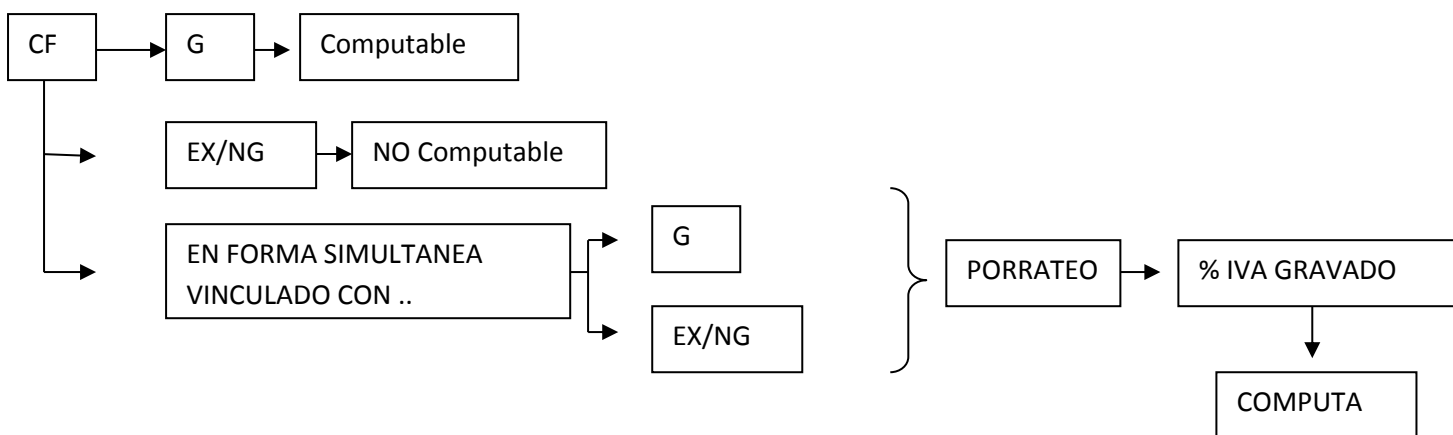 CF
G
Computable
EX/NG
NO Computable
EN FORMA SIMULTANEA
VINCULADO CON ..
G
EX/NG
PORRATEO
% IVA GRAVADO
COMPUTA